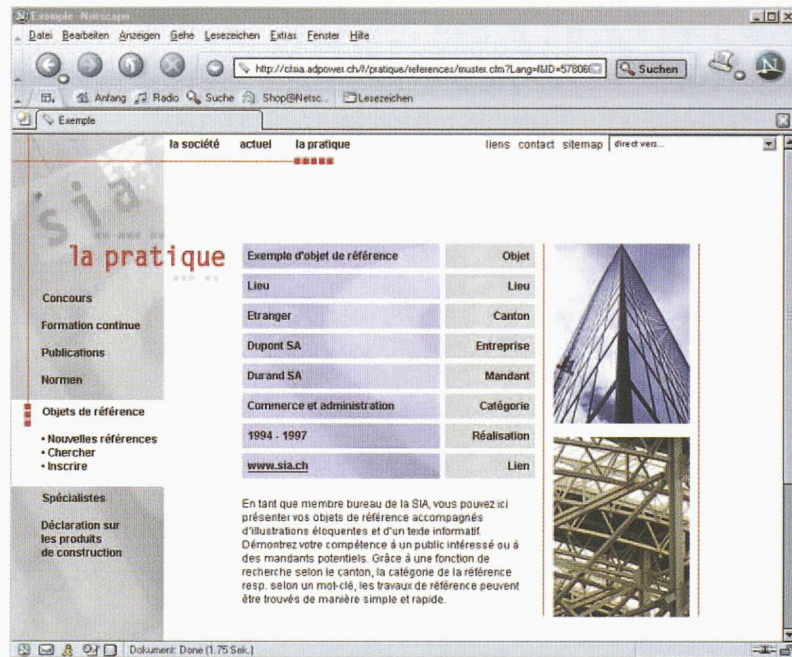 Exemple - Netscape
Datei Bearbeiten Anzeigen Gehe Lesezeichen Extras Fenster Hilfe
Suchen
Anfang Radio Suche Shop@Netsc... Lesezeichen
Exemple
la société actuel la pratique liens contact sitemap direct vers...
sia
la pratique
Concours
Formation continue
Publications
Normen
Objets de référence
• Nouvelles références
• Chercher
• Inscrire
Spécialistes
Déclaration sur
les produits
de construction
Exemple d'objet de référence Objet
Lieu Lieu
Etranger Canton
Dupont SA Entreprise
Durand SA Mandant
Commerce et administration Catégorie
1994 - 1997 Réalisation
www.sia.ch Lien
En tant que membre bureau de la SIA, vous pouvez ici
présenter vos objets de référence accompagnés
d'illustrations éloquentes et d'un texte informatif.
Démontrez votre compétence à un public intéressé ou à
des mandants potentiels. Grâce à une fonction de
recherche selon le canton, la catégorie de la référence
resp. selon un mot-clé, les travaux de référence peuvent
être trouvés de manière simple et rapide.
Dokument: Done (1.75 Sek.)